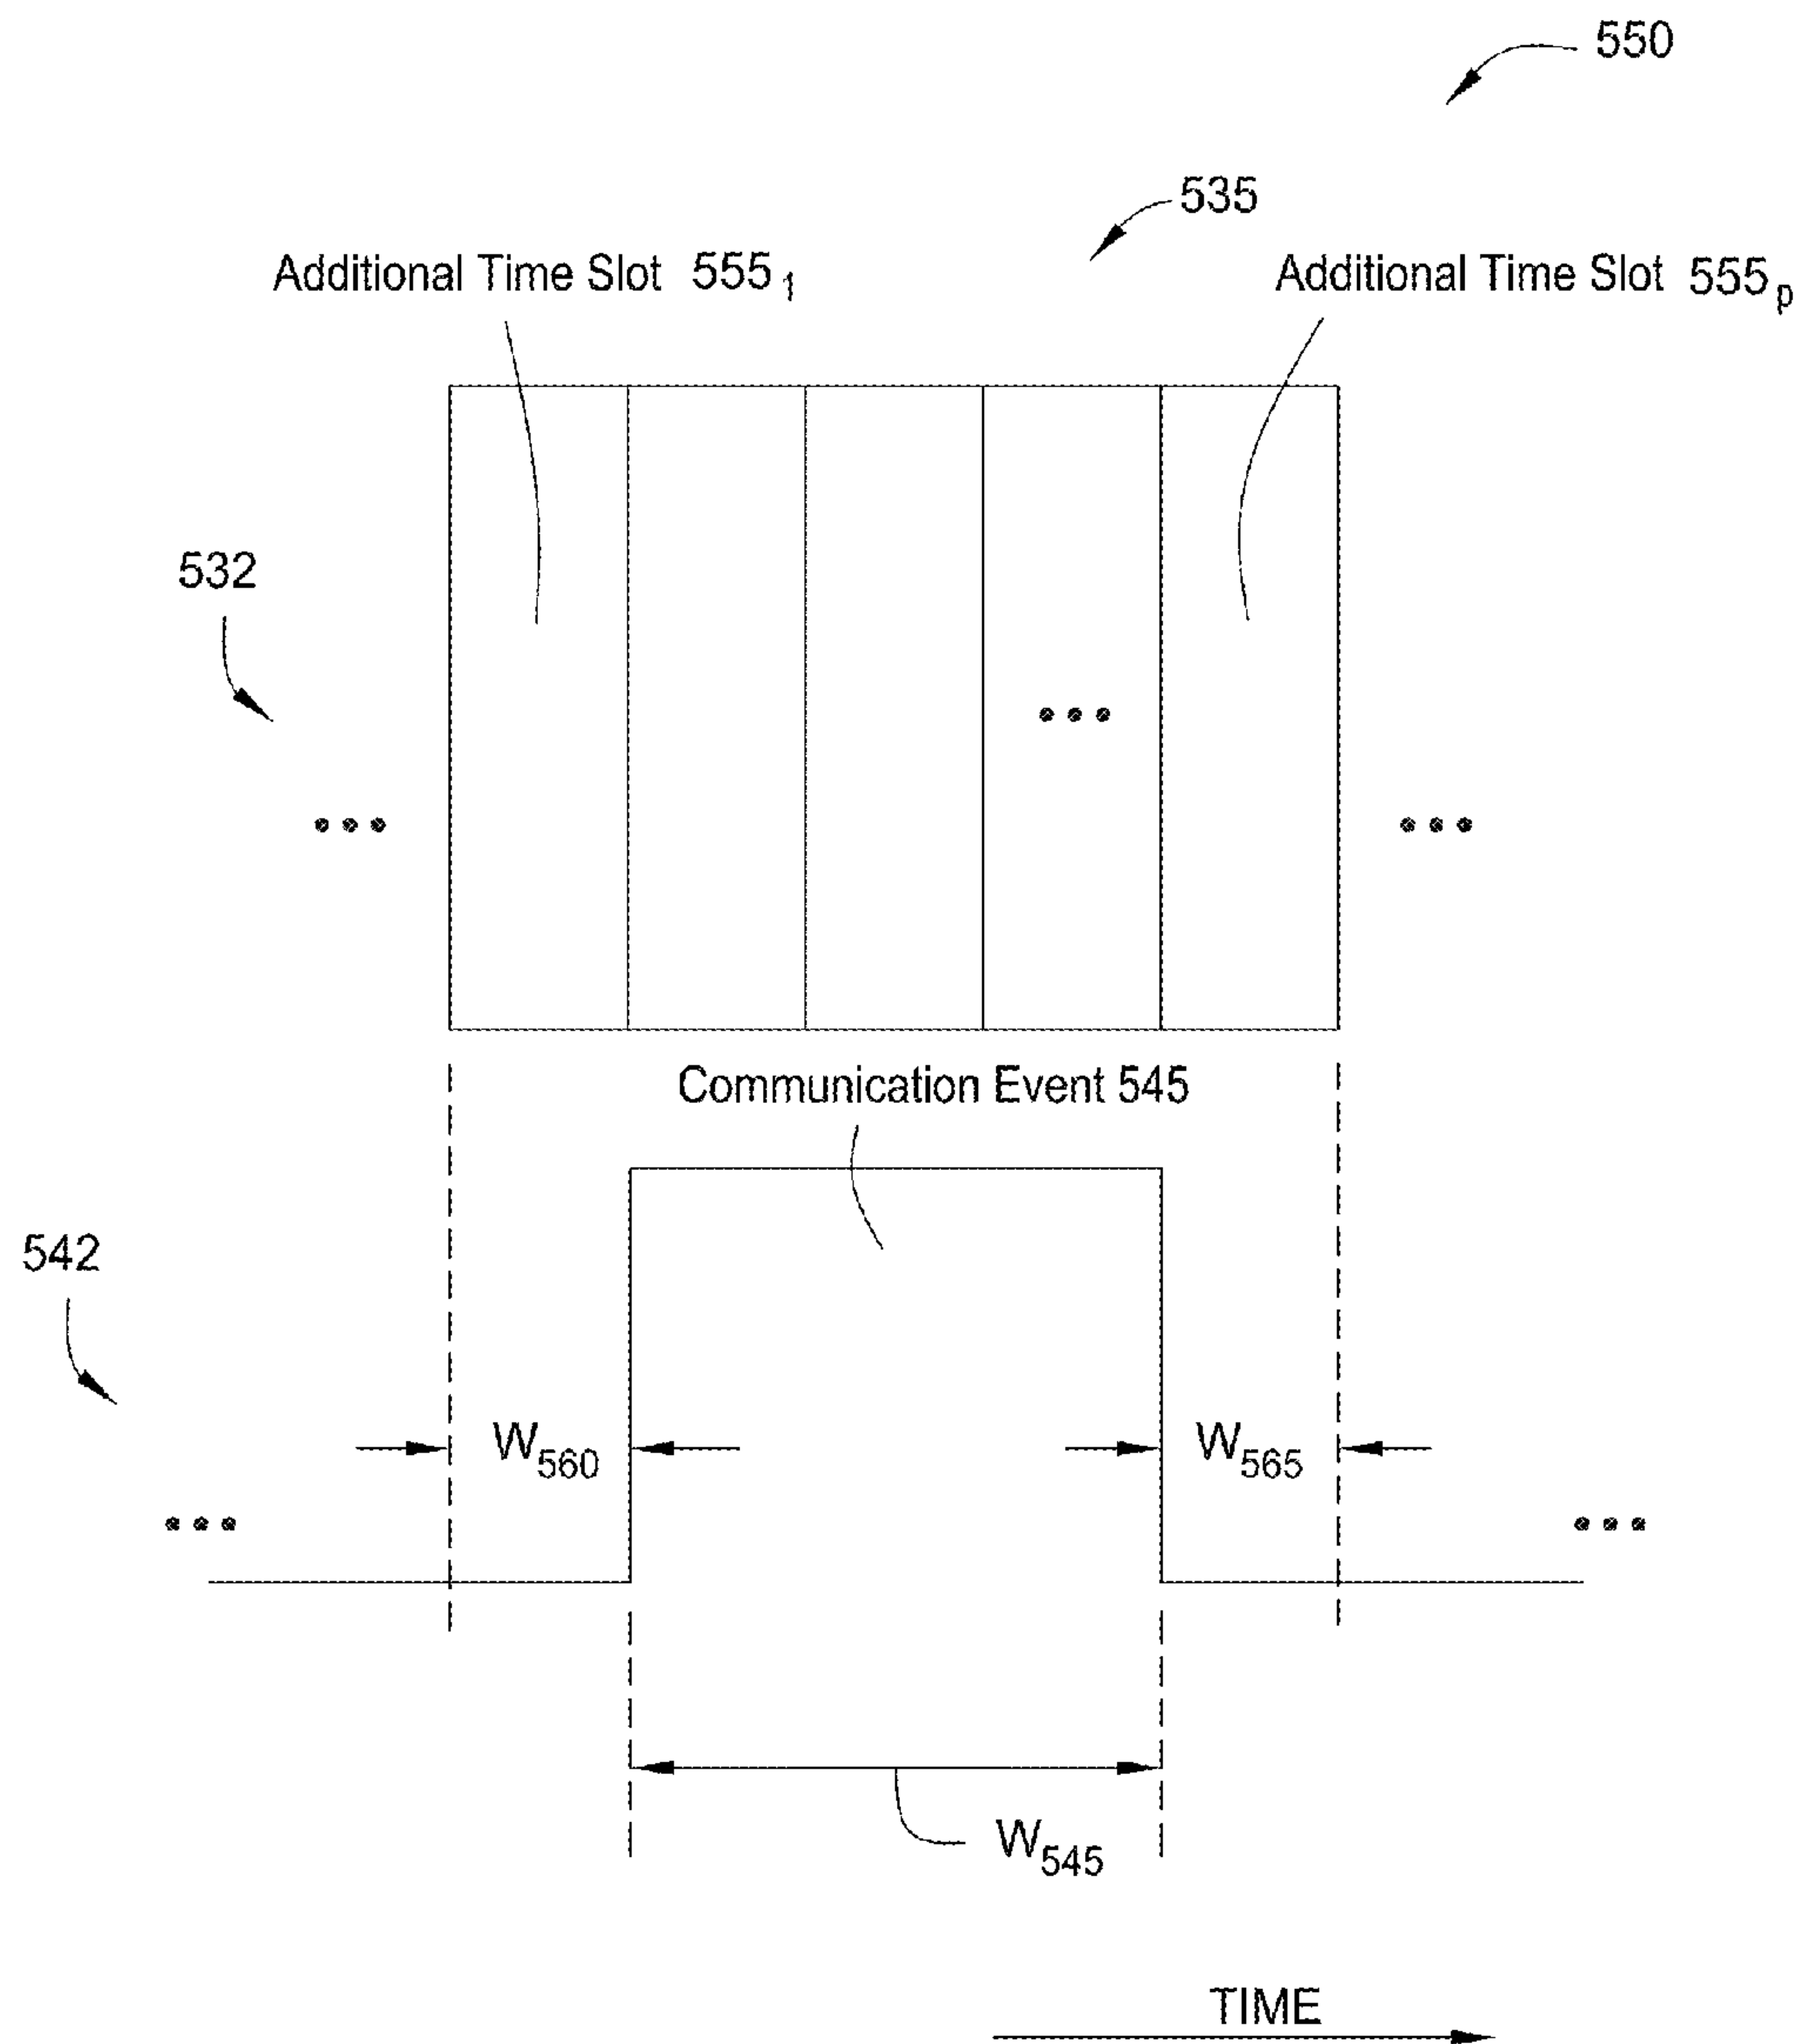 550
535
Additional Time Slot 555₁
Additional Time Slot 555ₚ
532
•••
•••
•••
Communication Event 545
542
W₅₆₀
W₅₆₅
•••
•••
W₅₄₅
TIME